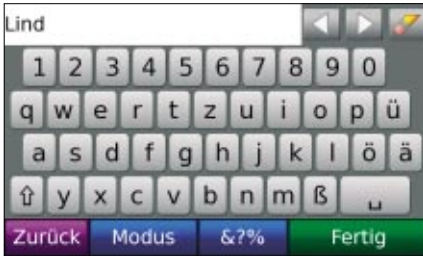 Lind
1 2 3 4 5 6 7 8 9 0
q w e r t z u i o p ü
a s d f g h j k l ö ä
⇧ y x c v b n m ß ␣
Zurück Modus &?% Fertig